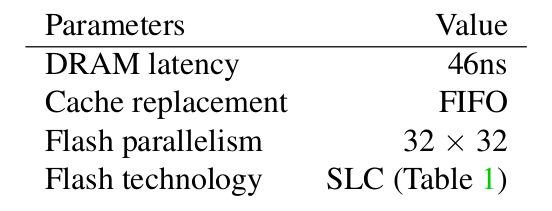 Parameters Value
DRAM latency 46ns
Cache replacement FIFO
Flash parallelism 32 × 32
Flash technology SLC (Table 1)